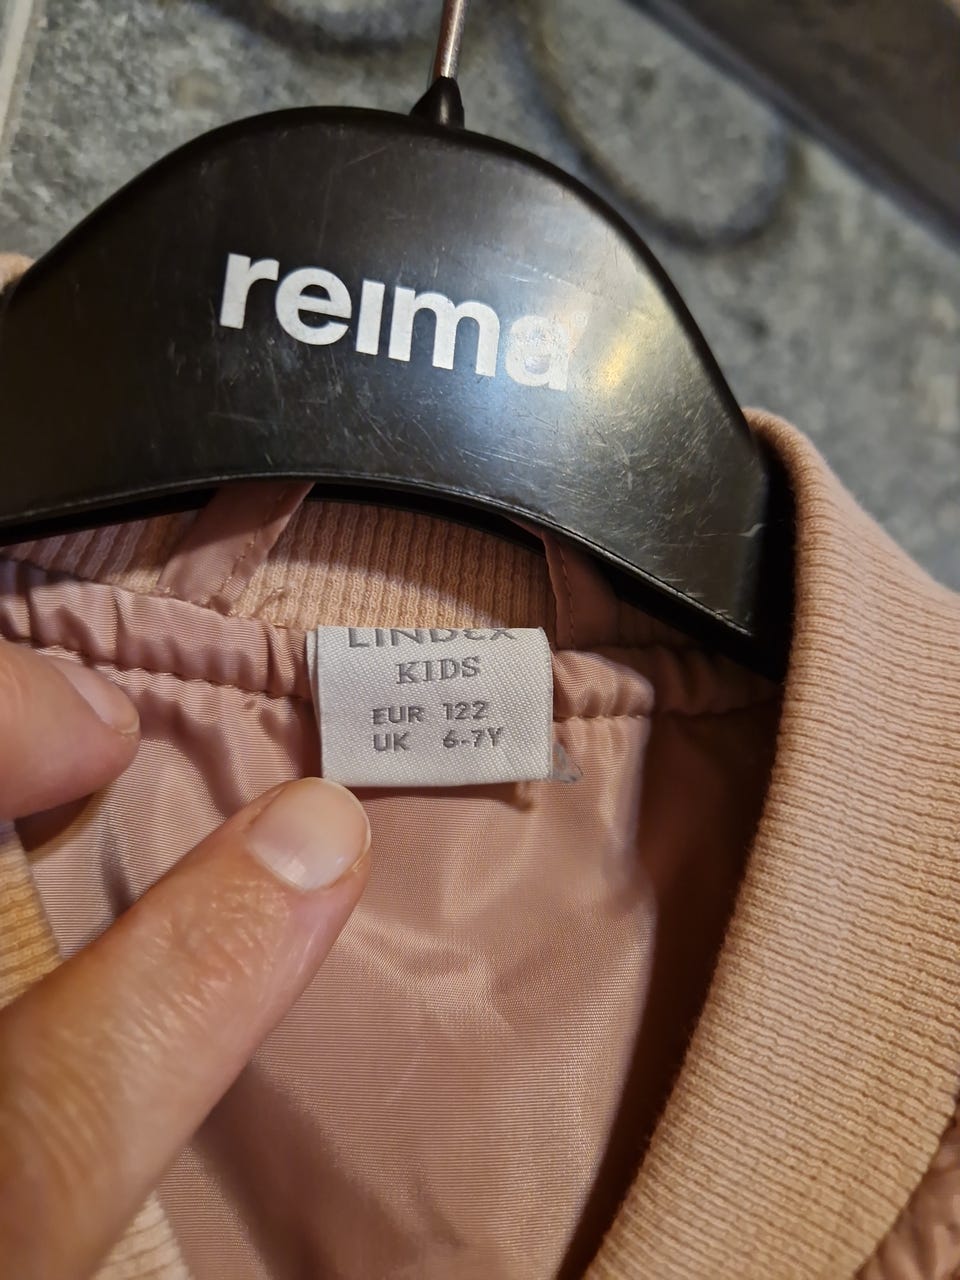 reima
LINDEX
KIDS
EUR 122
UK 6-7Y